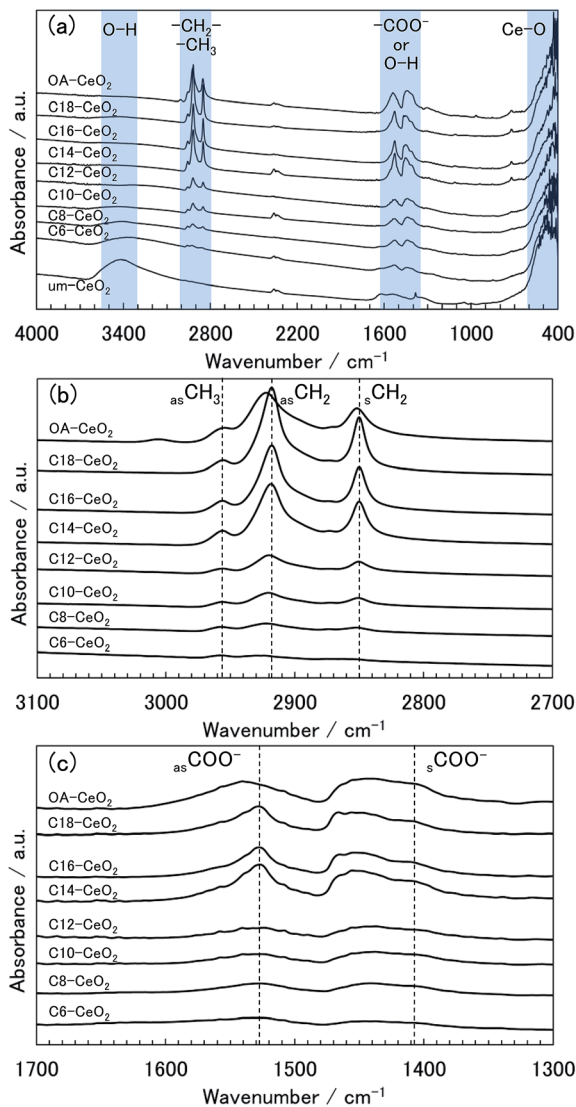 (a)
O−H
−CH₂−
−CH₃
−COO⁻
or
O−H
Ce−O
OA−CeO₂
C18−CeO₂
C16−CeO₂
C14−CeO₂
C12−CeO₂
C10−CeO₂
C8−CeO₂
C6−CeO₂
um−CeO₂
Absorbance / a.u.
4000 3400 2800 2200 1600 1000 400
Wavenumber / cm⁻¹
(b)
asCH₃ asCH₂ sCH₂
OA−CeO₂
C18−CeO₂
C16−CeO₂
C14−CeO₂
C12−CeO₂
C10−CeO₂
C8−CeO₂
C6−CeO₂
Absorbance / a.u.
3100 3000 2900 2800 2700
Wavenumber / cm⁻¹
(c)
asCOO⁻ sCOO⁻
OA−CeO₂
C18−CeO₂
C16−CeO₂
C14−CeO₂
C12−CeO₂
C10−CeO₂
C8−CeO₂
C6−CeO₂
Absorbance / a.u.
1700 1600 1500 1400 1300
Wavenumber / cm⁻¹